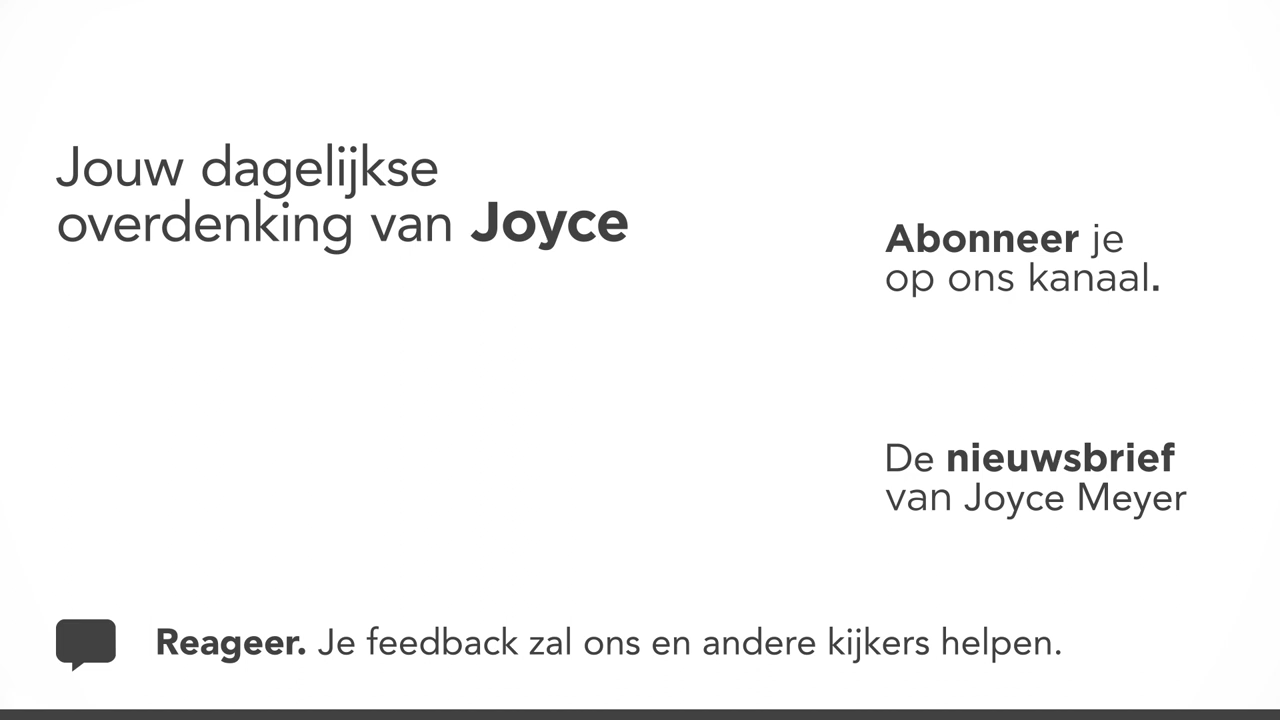 Jouw dagelijkse
overdenking van Joyce
Abonneer je
op ons kanaal.
De nieuwsbrief
van Joyce Meyer
Reageer. Je feedback zal ons en andere kijkers helpen.